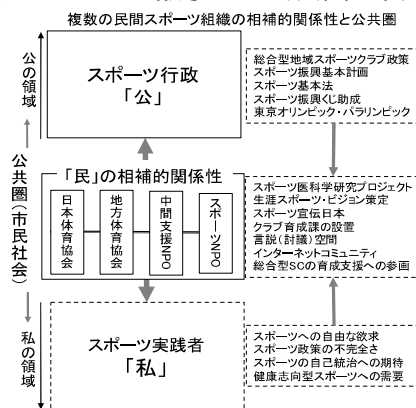 複数の民間スポーツ組織の相補的関係性と公共圏
公の領域
公共圏(市民社会)
私の領域
スポーツ行政
「公」
「民」の相補的関係性
日本体育協会
地方体育協会
中間支援NPO
スポーツNPO
スポーツ実践者
「私」
総合型地域スポーツクラブ政策
スポーツ振興基本計画
スポーツ基本法
スポーツ振興くじ助成
東京オリンピック・パラリンピック
スポーツ医科学研究プロジェクト
生涯スポーツ・ビジョン策定
スポーツ宣伝日本
クラブ育成課の設置
言説(討議)空間
インターネットコミュニティ
総合型SCの育成支援への参画
スポーツへの自由な欲求
スポーツ政策の不完全さ
スポーツの自己統治への期待
健康志向型スポーツへの需要